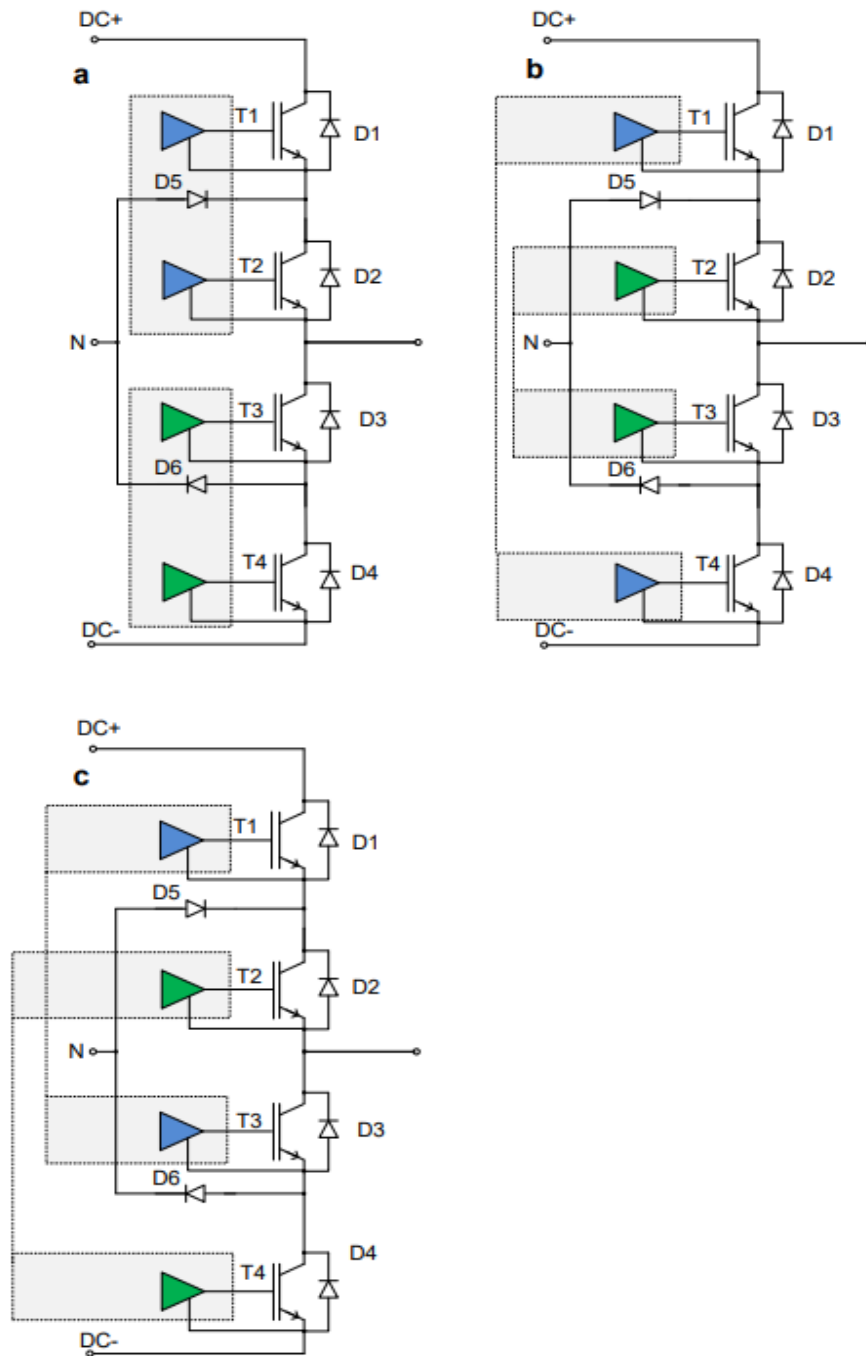 DC+
a
T1
D1
D5
T2
D2
N
T3
D3
D6
T4
D4
DC-
DC+
b
T1
D1
D5
T2
D2
N
T3
D3
D6
T4
D4
DC-
DC+
c
T1
D1
D5
T2
D2
N
T3
D3
D6
D4
T4
DC-